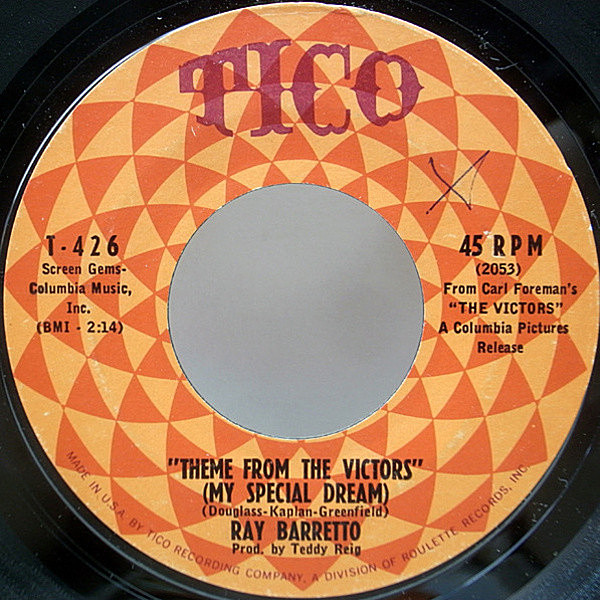 TICO
T-426
Screen Gems-
Columbia Music,
Inc.
(BMI - 2:14)
45 RPM
(2053)
From Carl Foreman's
"THE VICTORS"
A Columbia Pictures
Release
"THEME FROM THE VICTORS"
(MY SPECIAL DREAM)
(Douglass-Kaplan-Greenfield)
RAY BARRETTO
Prod. by Teddy Reig
MADE IN U.S.A. BY TICO RECORDING COMPANY, A DIVISION OF ROULETTE RECORDS, INC.